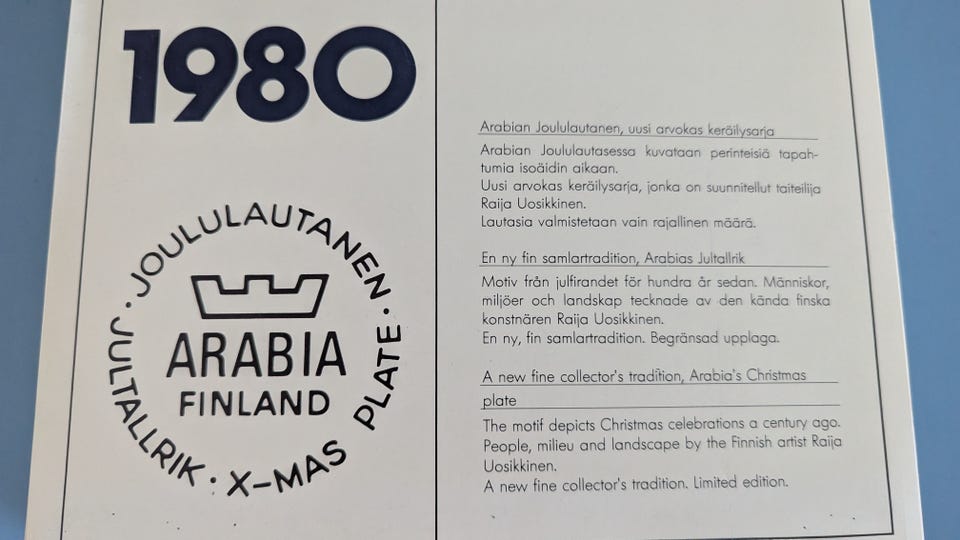 1980
JOULULAUTANEN · JULTALLRIK · X-MAS PLATE ·
ARABIA
FINLAND
Arabian Joululautanen, uusi arvokas keräilysarja
Arabian Joululautasessa kuvataan perinteisiä tapah-
tumia isoäidin aikaan.
Uusi arvokas keräilysarja, jonka on suunnitellut taiteilija
Raija Uosikkinen.
Lautasia valmistetaan vain rajallinen määrä.
En ny fin samlartradition, Arabias Jultallrik
Motiv från julfirandet för hundra år sedan. Människor,
miljöer och landskap tecknade av den kända finska
konstnären Raija Uosikkinen.
En ny, fin samlartradition. Begränsad upplaga.
A new fine collector's tradition, Arabia's Christmas
plate
The motif depicts Christmas celebrations a century ago.
People, milieu and landscape by the Finnish artist Raija
Uosikkinen.
A new fine collector's tradition. Limited edition.